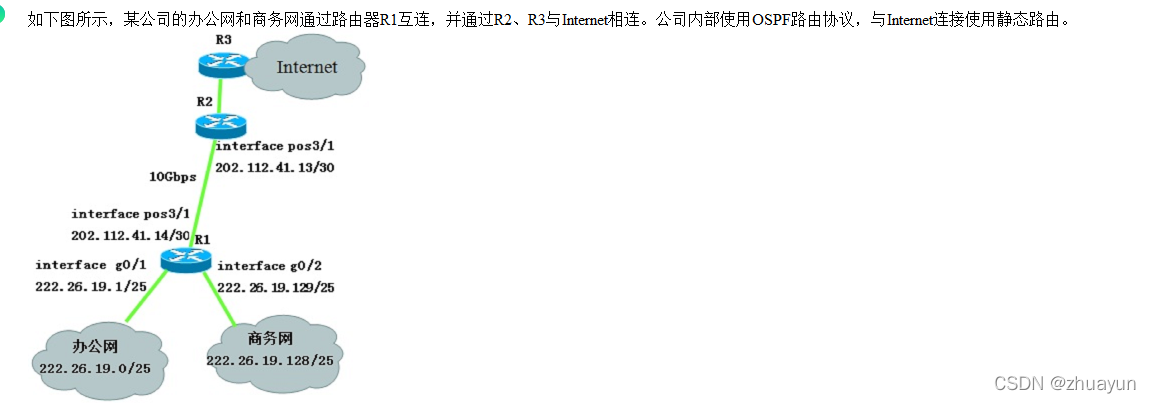 如下图所示，某公司的办公网和商务网通过路由器R1互连，并通过R2、R3与Internet相连。公司内部使用OSPF路由协议，与Internet连接使用静态路由。
R3
Internet
R2
interface pos3/1
202.112.41.13/30
10Gbps
interface pos3/1
202.112.41.14/30
R1
interface g0/1
222.26.19.1/25
interface g0/2
222.26.19.129/25
办公网
222.26.19.0/25
商务网
222.26.19.128/25
CSDN @zhuayun